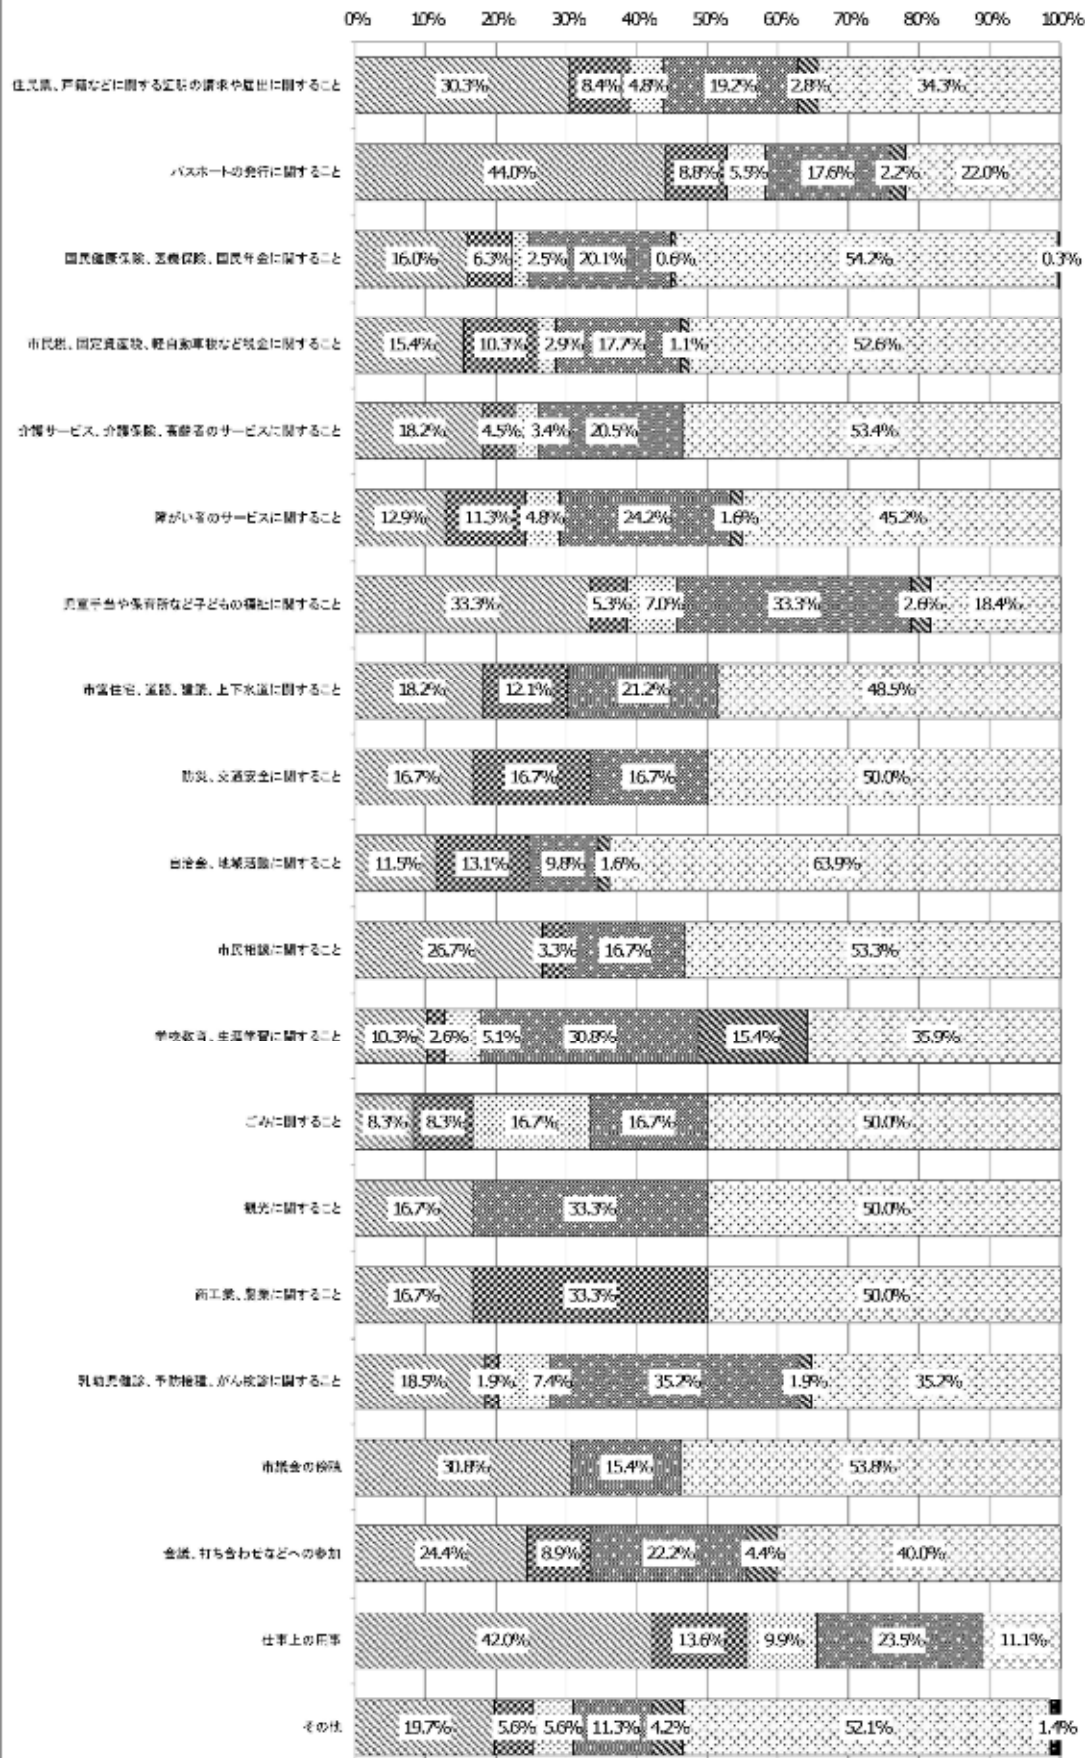 0% 10% 20% 30% 40% 50% 60% 70% 80% 90% 100%
住民票、戸籍などに関する証明の請求や届出に関すること 30.3% 8.4% 4.8% 19.2% 2.8% 34.3%
パスポートの発行に関すること 44.0% 8.8% 5.5% 17.6% 2.2% 22.0%
国民健康保険、医療保険、国民年金に関すること 16.0% 6.3% 2.5% 20.1% 0.6% 54.2% 0.3%
市民税、固定資産税、軽自動車税など税金に関すること 15.4% 10.3% 2.9% 17.7% 1.1% 52.6%
介護サービス、介護保険、高齢者のサービスに関すること 18.2% 4.5% 3.4% 20.5% 53.4%
障がい者のサービスに関すること 12.9% 11.3% 4.8% 24.2% 1.6% 45.2%
児童手当や保育所など子どもの福祉に関すること 33.3% 5.3% 7.0% 33.3% 2.6% 18.4%
市営住宅、道路、建築、上下水道に関すること 18.2% 12.1% 21.2% 48.5%
防災、交通安全に関すること 16.7% 16.7% 16.7% 50.0%
自治会、地域活動に関すること 11.5% 13.1% 9.8% 1.6% 63.9%
市民相談に関すること 26.7% 3.3% 16.7% 53.3%
学校教育、生涯学習に関すること 10.3% 2.6% 5.1% 30.8% 15.4% 35.9%
ごみに関すること 8.3% 8.3% 16.7% 16.7% 50.0%
観光に関すること 16.7% 33.3% 50.0%
商工業、農業に関すること 16.7% 33.3% 50.0%
乳幼児健診、予防接種、がん検診に関すること 18.5% 1.9% 7.4% 35.2% 1.9% 35.2%
市議会の傍聴 30.8% 15.4% 53.8%
会議、打ち合わせなどへの参加 24.4% 8.9% 22.2% 4.4% 40.0%
仕事上の用事 42.0% 13.6% 9.9% 23.5% 11.1%
その他 19.7% 5.6% 5.6% 11.3% 4.2% 52.1% 1.4%